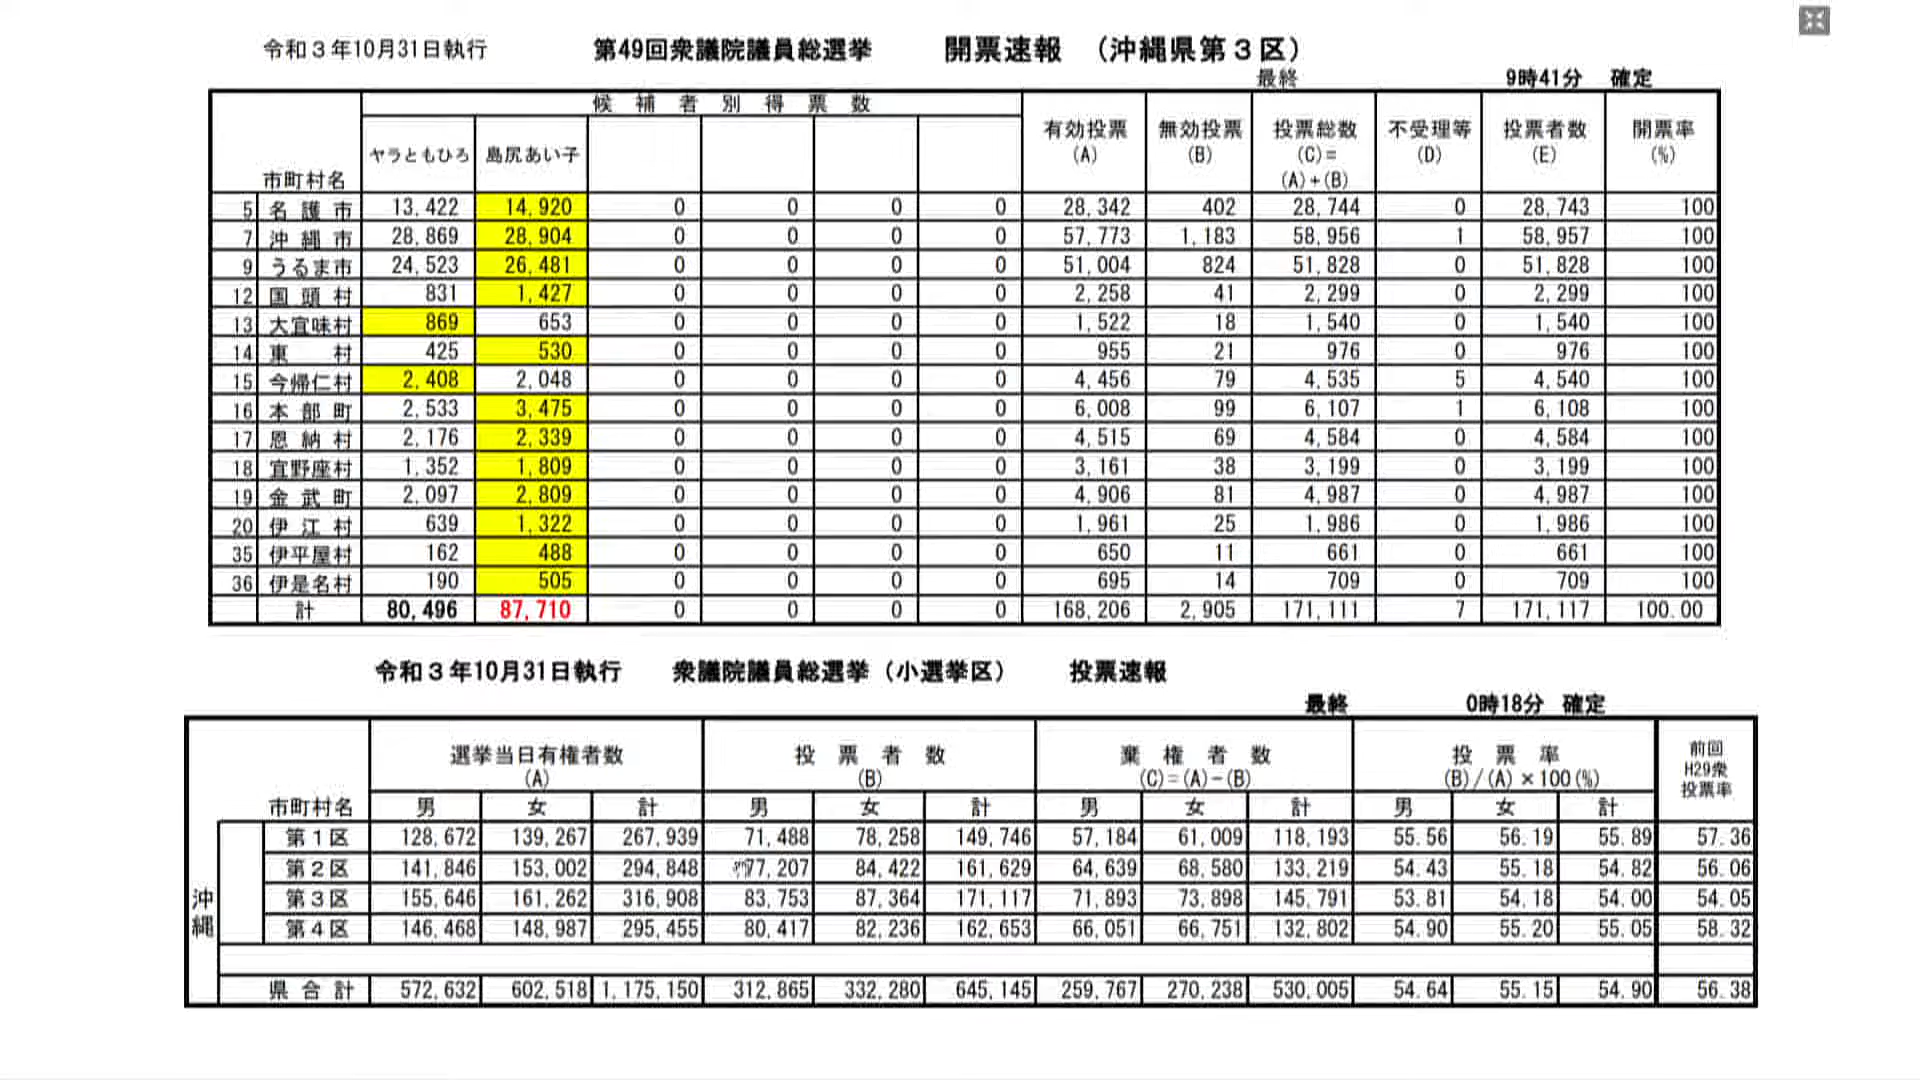 令和３年10月31日執行 第49回衆議院議員総選挙 開票速報 （沖縄県第３区）
最終 9時41分 確定
市町村名 候補者別得票数 有効投票 (A) 無効投票 (B) 投票総数 (C)= (A)+(B) 不受理等 (D) 投票者数 (E) 開票率 (%)
ヤラともひろ 島尻あい子
5 名護市 13,422 14,920 0 0 0 0 28,342 402 28,744 0 28,743 100
7 沖縄市 28,869 28,904 0 0 0 0 57,773 1,183 58,956 1 58,957 100
9 うるま市 24,523 26,481 0 0 0 0 51,004 824 51,828 0 51,828 100
12 国頭村 831 1,427 0 0 0 0 2,258 41 2,299 0 2,299 100
13 大宜味村 869 653 0 0 0 0 1,522 18 1,540 0 1,540 100
14 東村 425 530 0 0 0 0 955 21 976 0 976 100
15 今帰仁村 2,408 2,048 0 0 0 0 4,456 79 4,535 5 4,540 100
16 本部町 2,533 3,475 0 0 0 0 6,008 99 6,107 1 6,108 100
17 恩納村 2,176 2,339 0 0 0 0 4,515 69 4,584 0 4,584 100
18 宜野座村 1,352 1,809 0 0 0 0 3,161 38 3,199 0 3,199 100
19 金武町 2,097 2,809 0 0 0 0 4,906 81 4,987 0 4,987 100
20 伊江村 639 1,322 0 0 0 0 1,961 25 1,986 0 1,986 100
35 伊平屋村 162 488 0 0 0 0 650 11 661 0 661 100
36 伊是名村 190 505 0 0 0 0 695 14 709 0 709 100
計 80,496 87,710 0 0 0 0 168,206 2,905 171,111 7 171,117 100.00
令和３年10月31日執行 衆議院議員総選挙（小選挙区） 投票速報
最終 0時18分 確定
市町村名 選挙当日有権者数 (A) 投票者数 (B) 棄権者数 (C)=(A)-(B) 投票率 (B)/(A)×100(%) 前回 H29衆 投票率
男 女 計 男 女 計 男 女 計 男 女 計
沖縄
第１区 128,672 139,267 267,939 71,488 78,258 149,746 57,184 61,009 118,193 55.56 56.19 55.89 57.36
第２区 141,846 153,002 294,848 77,207 84,422 161,629 64,639 68,580 133,219 54.43 55.18 54.82 56.06
第３区 155,646 161,262 316,908 83,753 87,364 171,117 71,893 73,898 145,791 53.81 54.18 54.00 54.05
第４区 146,468 148,987 295,455 80,417 82,236 162,653 66,051 66,751 132,802 54.90 55.20 55.05 58.32
県合計 572,632 602,518 1,175,150 312,865 332,280 645,145 259,767 270,238 530,005 54.64 55.15 54.90 56.38